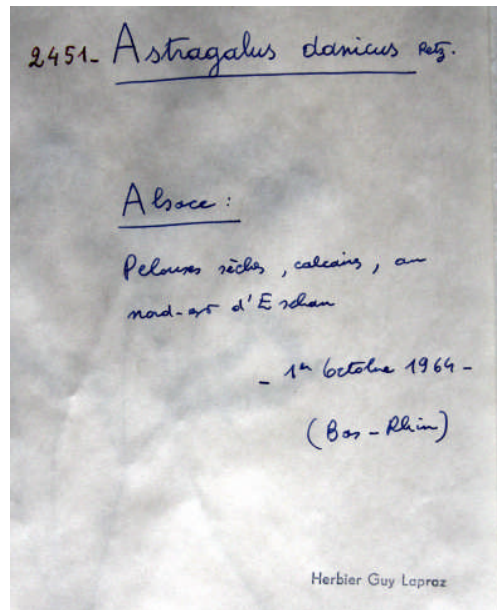 2451- Astragalus danicus Retz.
Alsace :
Pelouses sèches, calcaires, au
nord-est d'Eschau
- 1er Octobre 1964 -
(Bas-Rhin)
Herbier Guy Lapraz